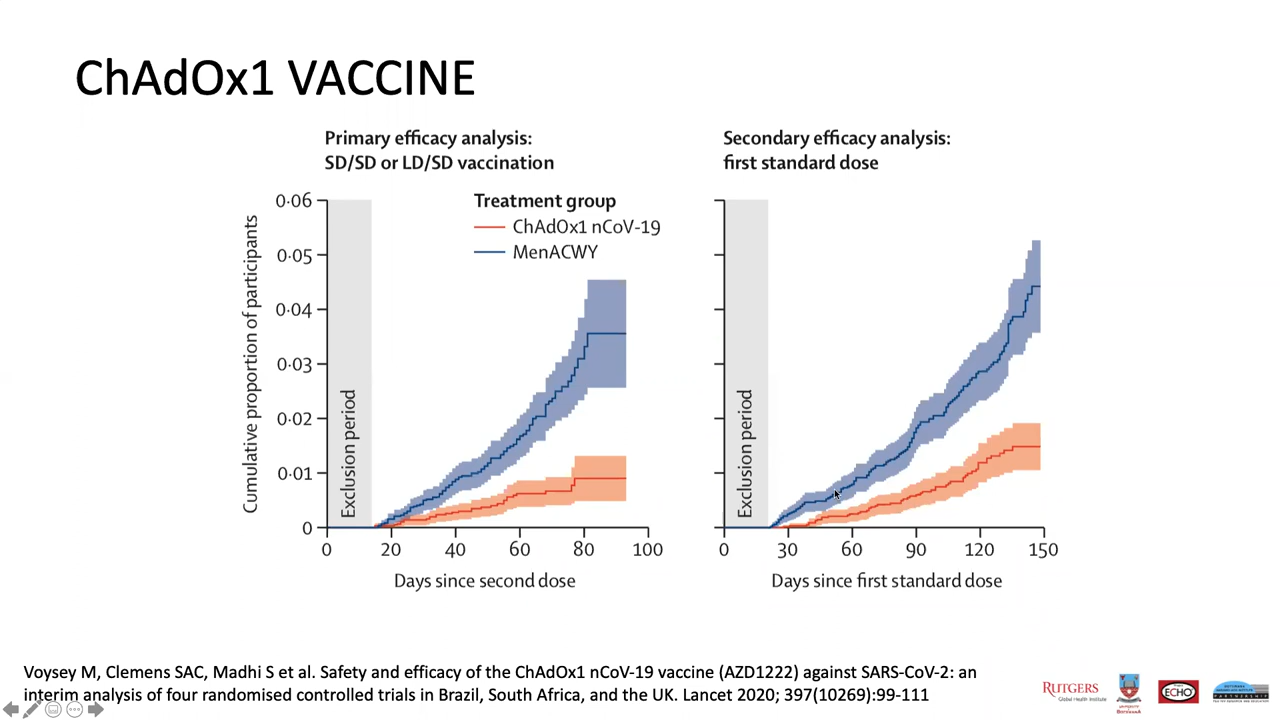 ChAdOx1 VACCINE
Primary efficacy analysis:
SD/SD or LD/SD vaccination
Treatment group
ChAdOx1 nCoV-19
MenACWY
Cumulative proportion of participants
0·06
0·05
0·04
0·03
0·02
0·01
0
Exclusion period
0 20 40 60 80 100
Days since second dose
Secondary efficacy analysis:
first standard dose
Exclusion period
0 30 60 90 120 150
Days since first standard dose
Voysey M, Clemens SAC, Madhi S et al. Safety and efficacy of the ChAdOx1 nCoV-19 vaccine (AZD1222) against SARS-CoV-2: an
interim analysis of four randomised controlled trials in Brazil, South Africa, and the UK. Lancet 2020; 397(10269):99-111
RUTGERS
Global Health Institute
ECHO